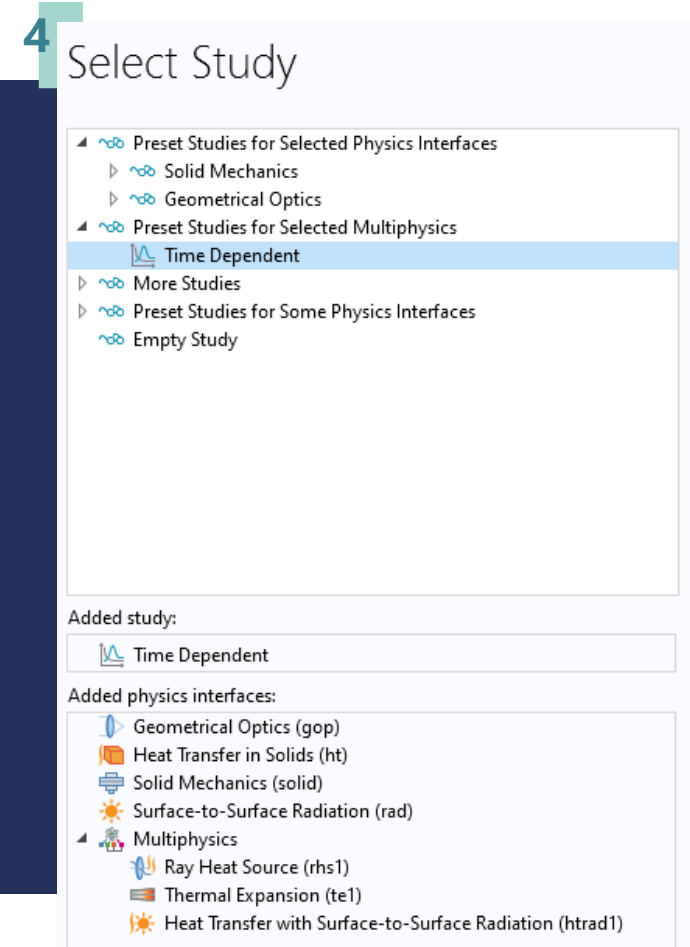 4
Select Study
Preset Studies for Selected Physics Interfaces
Solid Mechanics
Geometrical Optics
Preset Studies for Selected Multiphysics
Time Dependent
More Studies
Preset Studies for Some Physics Interfaces
Empty Study
Added study:
Time Dependent
Added physics interfaces:
Geometrical Optics (gop)
Heat Transfer in Solids (ht)
Solid Mechanics (solid)
Surface-to-Surface Radiation (rad)
Multiphysics
Ray Heat Source (rhs1)
Thermal Expansion (te1)
Heat Transfer with Surface-to-Surface Radiation (htrad1)